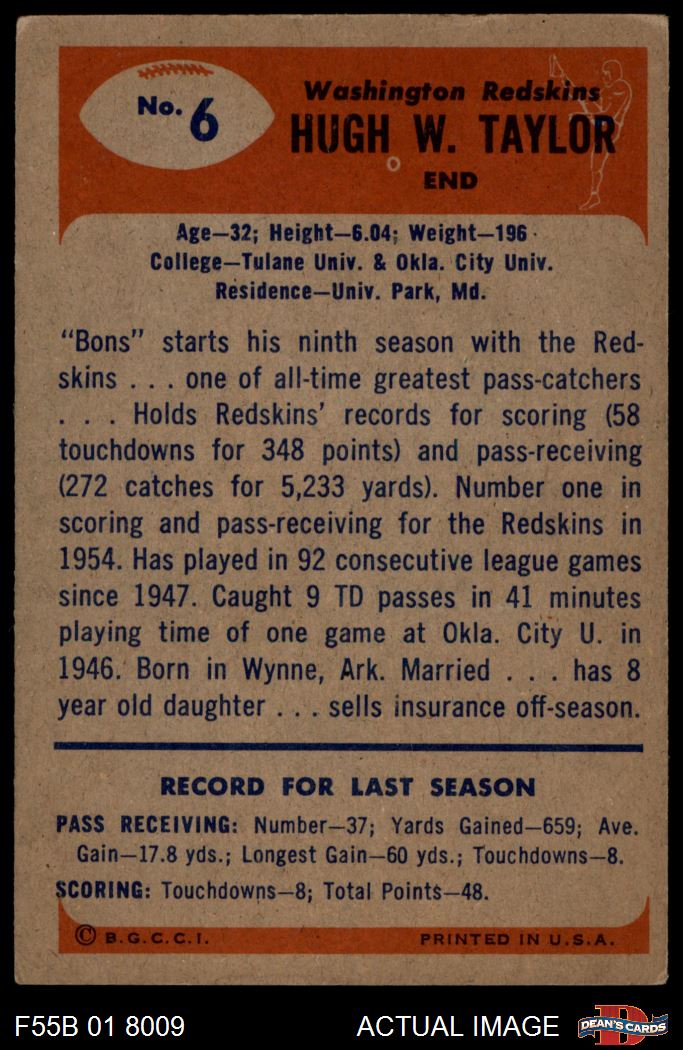 No. 6
Washington Redskins
HUGH W. TAYLOR
END
Age—32; Height—6.04; Weight—196
College—Tulane Univ. & Okla. City Univ.
Residence—Univ. Park, Md.
"Bons" starts his ninth season with the Red-
skins . . . one of all-time greatest pass-catchers
. . . Holds Redskins' records for scoring (58
touchdowns for 348 points) and pass-receiving
(272 catches for 5,233 yards). Number one in
scoring and pass-receiving for the Redskins in
1954. Has played in 92 consecutive league games
since 1947. Caught 9 TD passes in 41 minutes
playing time of one game at Okla. City U. in
1946. Born in Wynne, Ark. Married . . . has 8
year old daughter . . . sells insurance off-season.
RECORD FOR LAST SEASON
PASS RECEIVING: Number—37; Yards Gained—659; Ave.
Gain—17.8 yds.; Longest Gain—60 yds.; Touchdowns—8.
SCORING: Touchdowns—8; Total Points—48.
© B.G.C.C.I. PRINTED IN U.S.A.
F55B 01 8009 ACTUAL IMAGE D DEAN'S CARDS